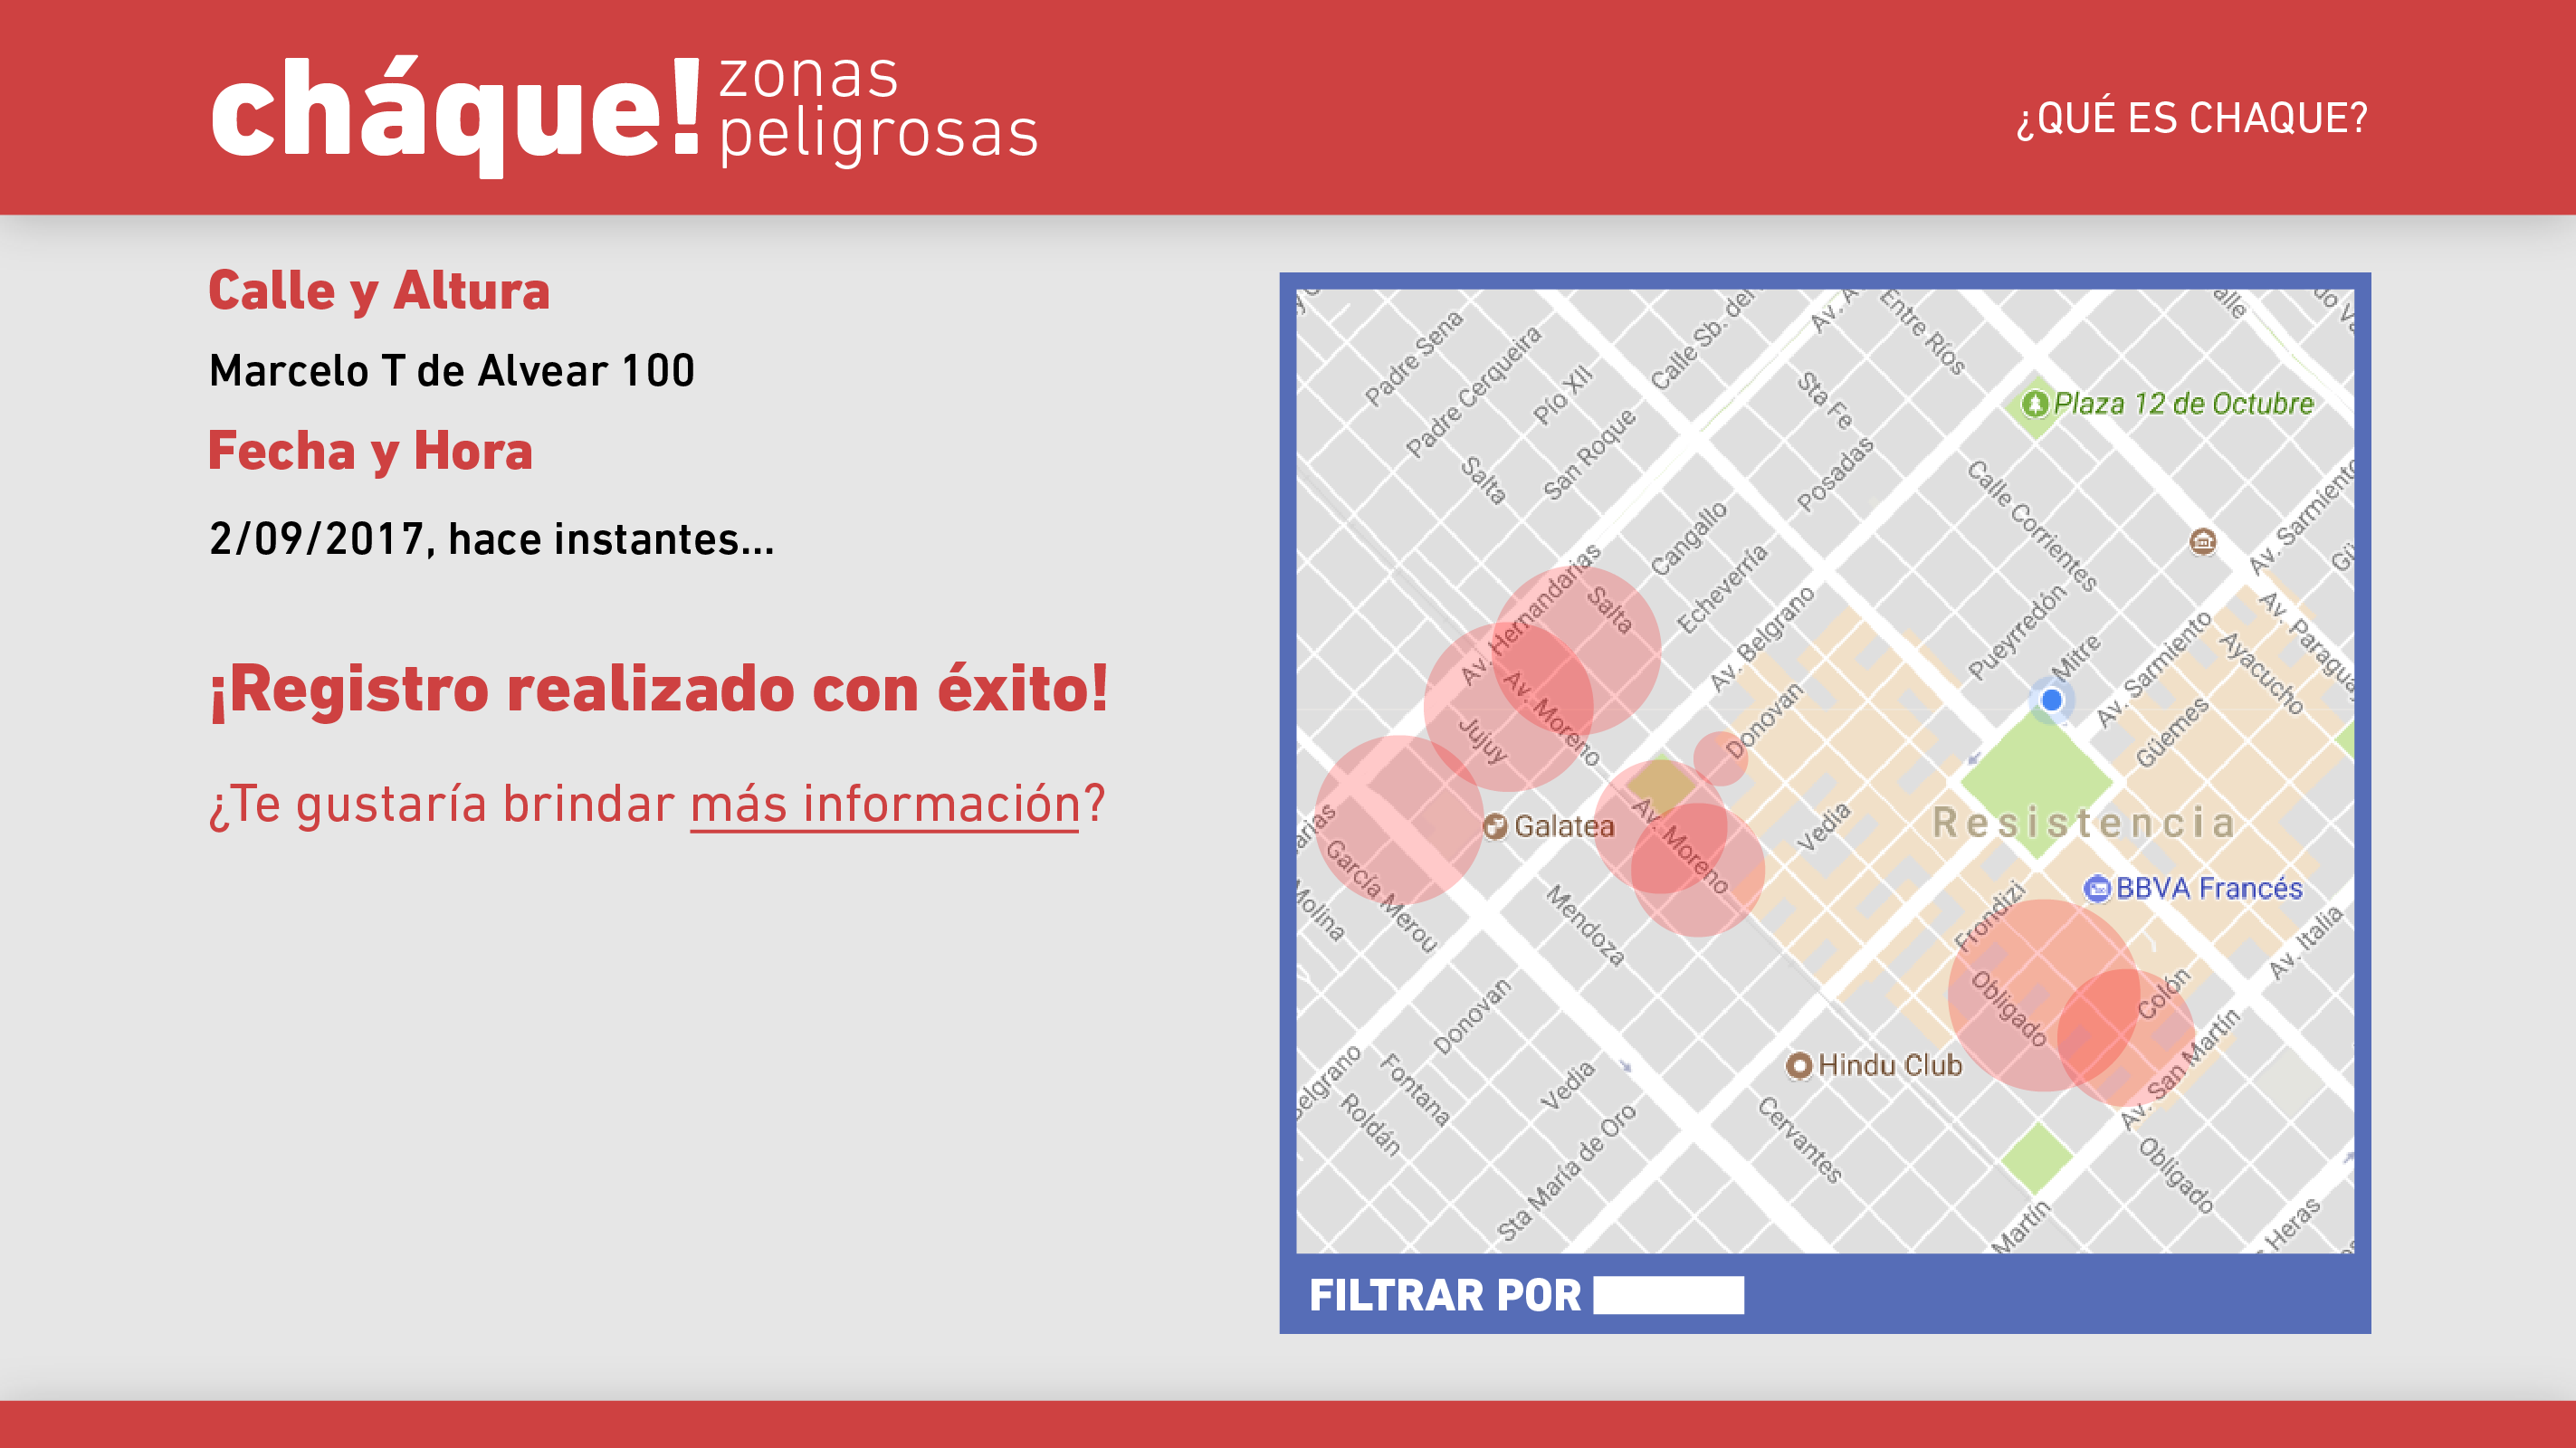 cháque! zonas
peligrosas
¿QUÉ ES CHAQUE?
Calle y Altura
Marcelo T de Alvear 100
Fecha y Hora
2/09/2017, hace instantes...
¡Registro realizado con éxito!
¿Te gustaría brindar más información?
Padre Sena
Padre Cerqueira
Pío XII
Calle Sb. del
Av. A
Entre Ríos
alle
Salta
San Roque
Sta Fe
Posadas
Plaza 12 de Octubre
Calle Corrientes
Av. Sarmiento
Cangallo
Echeverría
Av. Hernandarias
Salta
Av. Belgrano
Pueyrredón
Mitre
Av. Sarmiento
Ayacucho
Av. Paragua
Güemes
Av. Moreno
Jujuy
Donovan
Galatea
Av. Moreno
Vedia
Resistencia
BBVA Francés
arias
García Merou
Molina
Mendoza
Frondizi
Av. Italia
Obligado
Colón
Av. San Martín
Donovan
Hindu Club
Belgrano
Fontana
Roldán
Vedia
Sta María de Oro
Cervantes
Obligado
Martín
Heras
FILTRAR POR